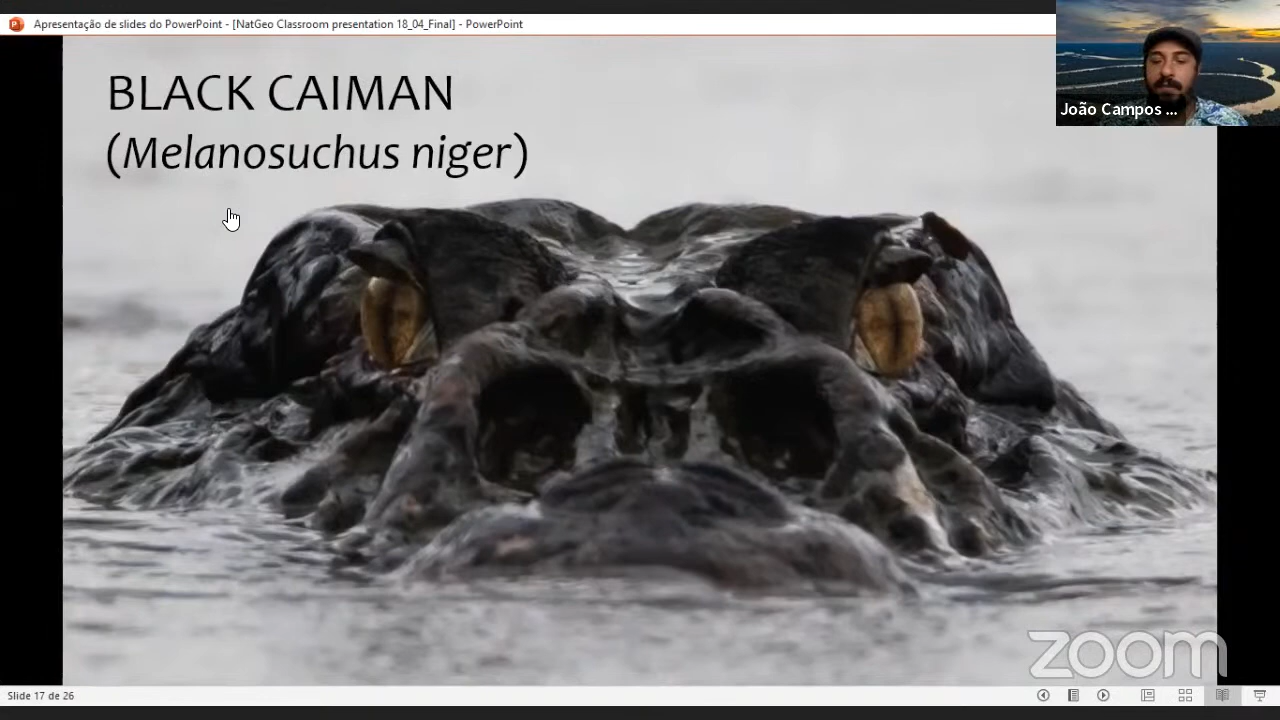 Apresentação de slides do PowerPoint - [NatGeo Classroom presentation 18_04_Final] - PowerPoint
BLACK CAIMAN
(Melanosuchus niger)
João Campos ...
zoom
Slide 17 de 26